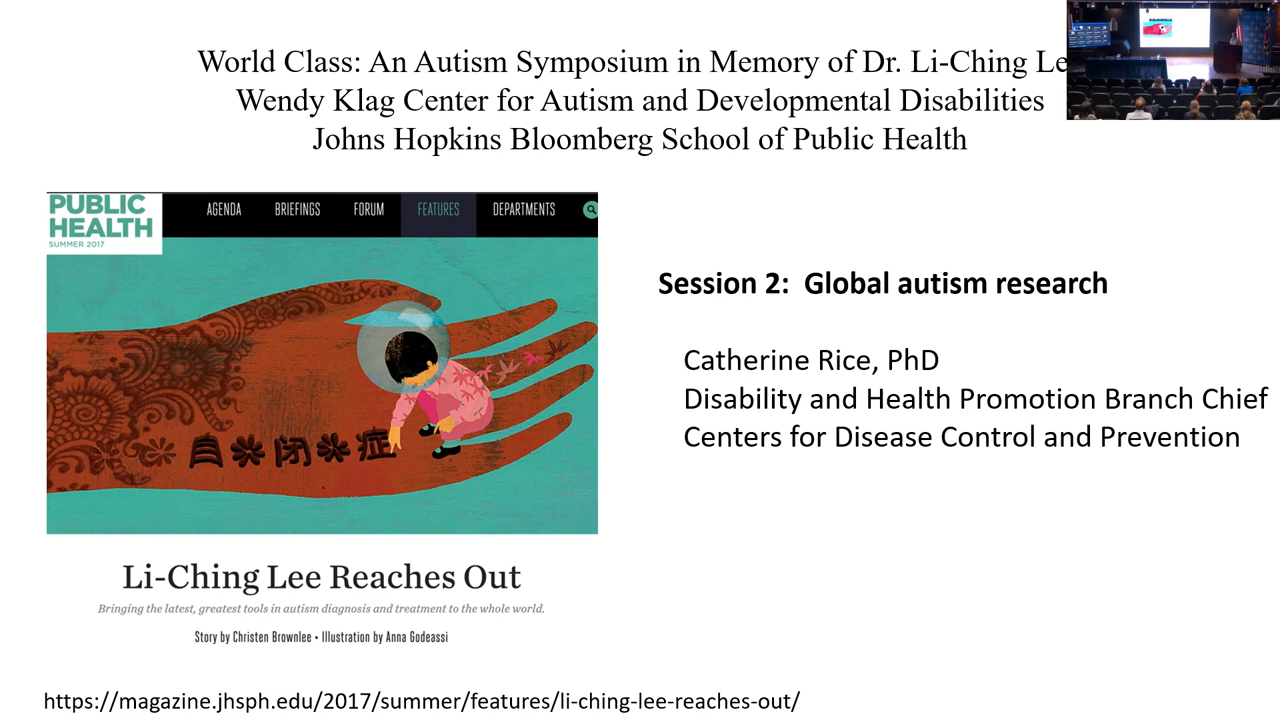 World Class: An Autism Symposium in Memory of Dr. Li-Ching Le
Wendy Klag Center for Autism and Developmental Disabilities
Johns Hopkins Bloomberg School of Public Health
PUBLIC
HEALTH
SUMMER 2017
AGENDA BRIEFINGS FORUM FEATURES DEPARTMENTS
自闭症
Li-Ching Lee Reaches Out
Bringing the latest, greatest tools in autism diagnosis and treatment to the whole world.
Story by Christen Brownlee • Illustration by Anna Godeassi
Session 2: Global autism research
Catherine Rice, PhD
Disability and Health Promotion Branch Chief
Centers for Disease Control and Prevention
https://magazine.jhsph.edu/2017/summer/features/li-ching-lee-reaches-out/